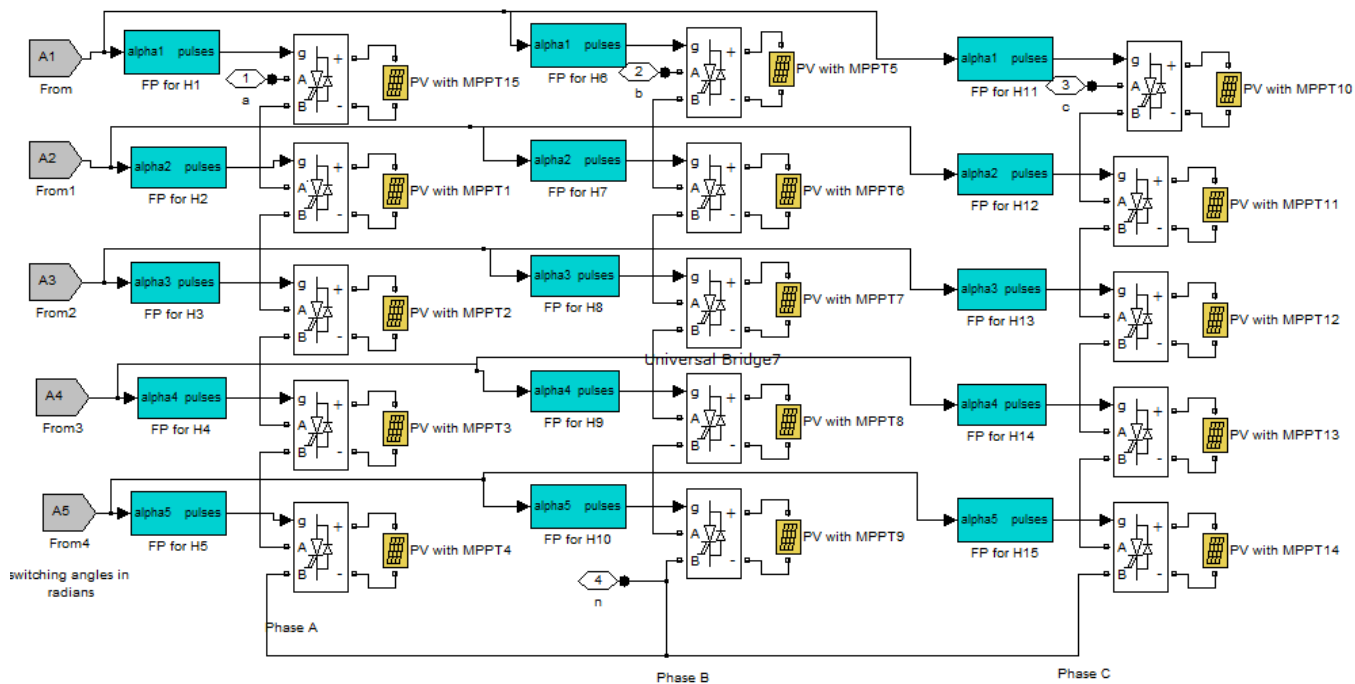 A1
From
alpha1 pulses
FP for H1
1
a
g
A
B
+
-
PV with MPPT15
alpha1 pulses
FP for H6
2
b
g
A
B
+
-
PV with MPPT5
alpha1 pulses
FP for H11
3
c
g
A
B
+
-
PV with MPPT10
A2
From1
alpha2 pulses
FP for H2
g
A
B
+
-
PV with MPPT1
alpha2 pulses
FP for H7
g
A
B
+
-
PV with MPPT6
alpha2 pulses
FP for H12
g
A
B
+
-
PV with MPPT11
A3
From2
alpha3 pulses
FP for H3
g
A
B
+
-
PV with MPPT2
alpha3 pulses
FP for H8
g
A
B
+
-
PV with MPPT7
Universal Bridge7
alpha3 pulses
FP for H13
g
A
B
+
-
PV with MPPT12
A4
From3
alpha4 pulses
FP for H4
g
A
B
+
-
PV with MPPT3
alpha4 pulses
FP for H9
g
A
B
+
-
PV with MPPT8
alpha4 pulses
FP for H14
g
A
B
+
-
PV with MPPT13
A5
From4
alpha5 pulses
FP for H5
g
A
B
+
-
PV with MPPT4
alpha5 pulses
FP for H10
g
A
B
+
-
PV with MPPT9
alpha5 pulses
FP for H15
g
A
B
+
-
PV with MPPT14
switching angles in
radians
4
n
Phase A
Phase B
Phase C